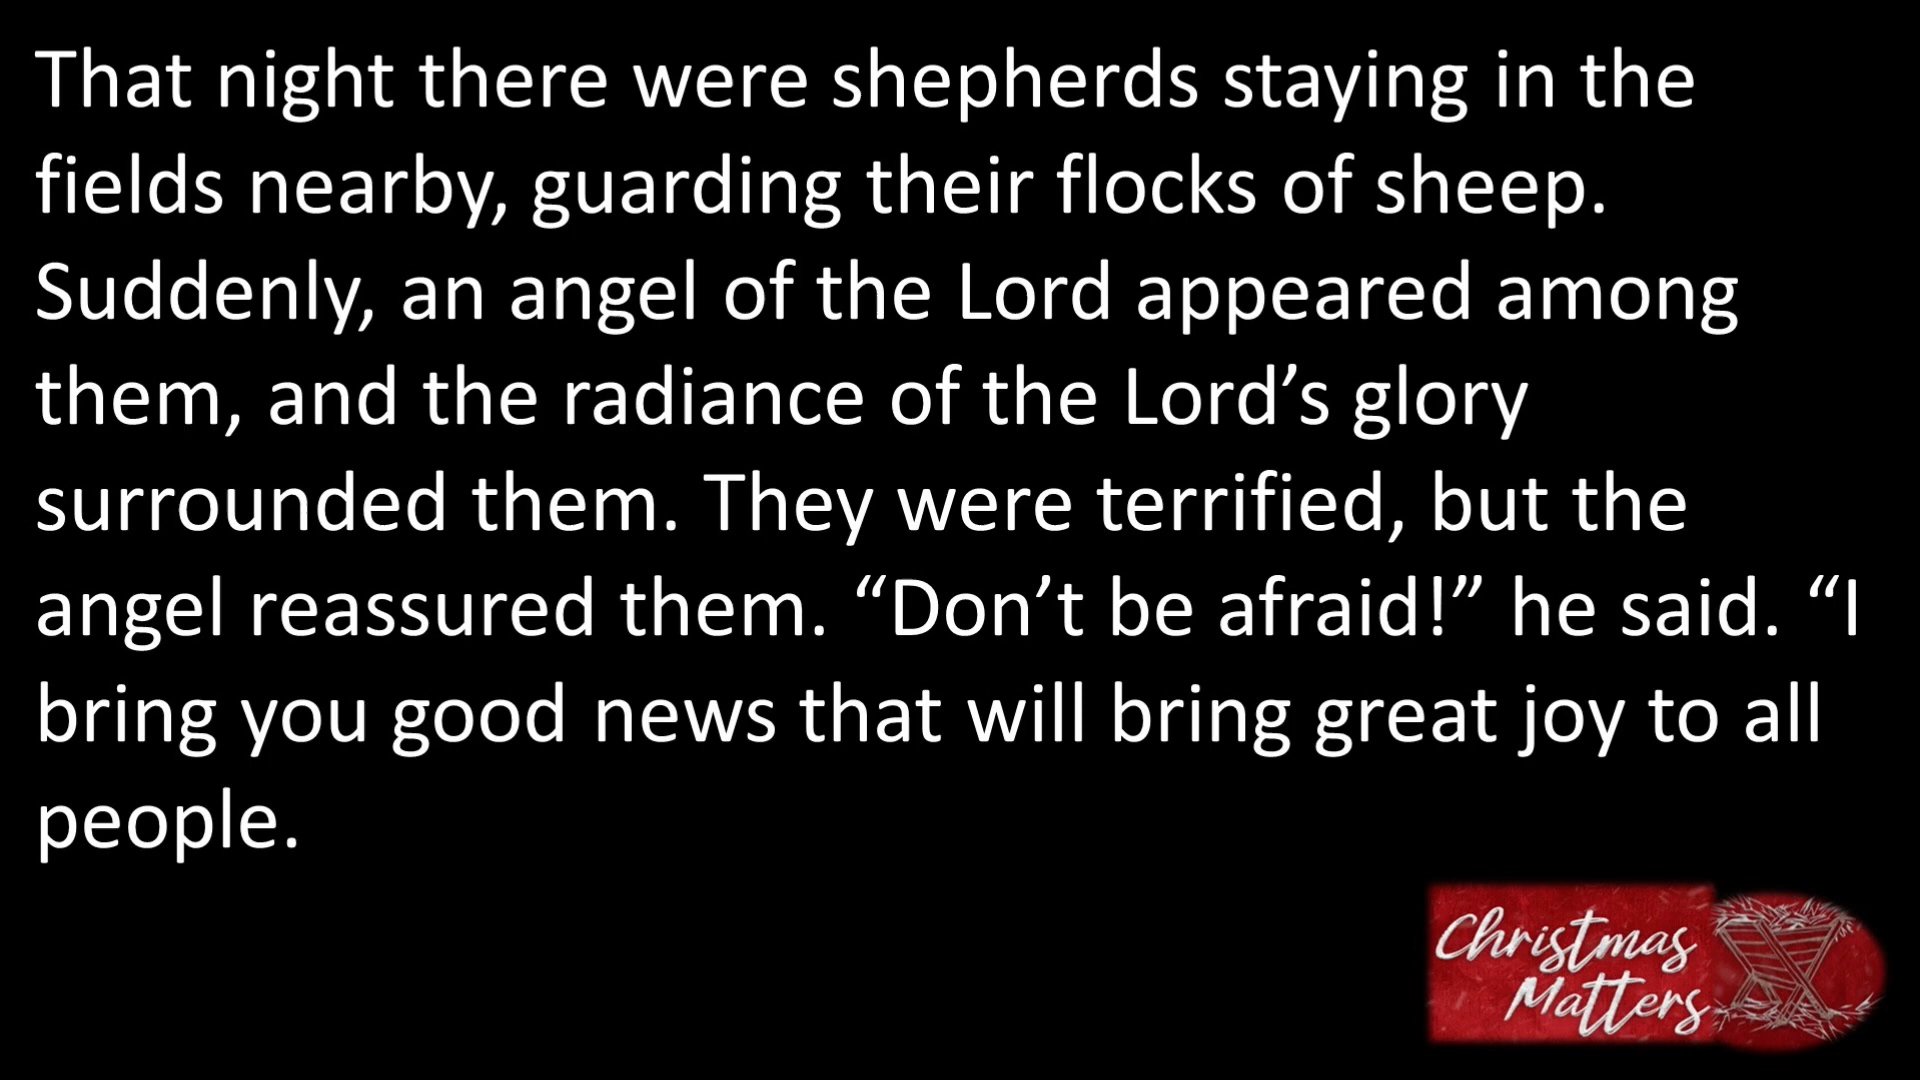 That night there were shepherds staying in the
fields nearby, guarding their flocks of sheep.
Suddenly, an angel of the Lord appeared among
them, and the radiance of the Lord’s glory
surrounded them. They were terrified, but the
angel reassured them. “Don’t be afraid!” he said. “I
bring you good news that will bring great joy to all
people.
Christmas
Matters